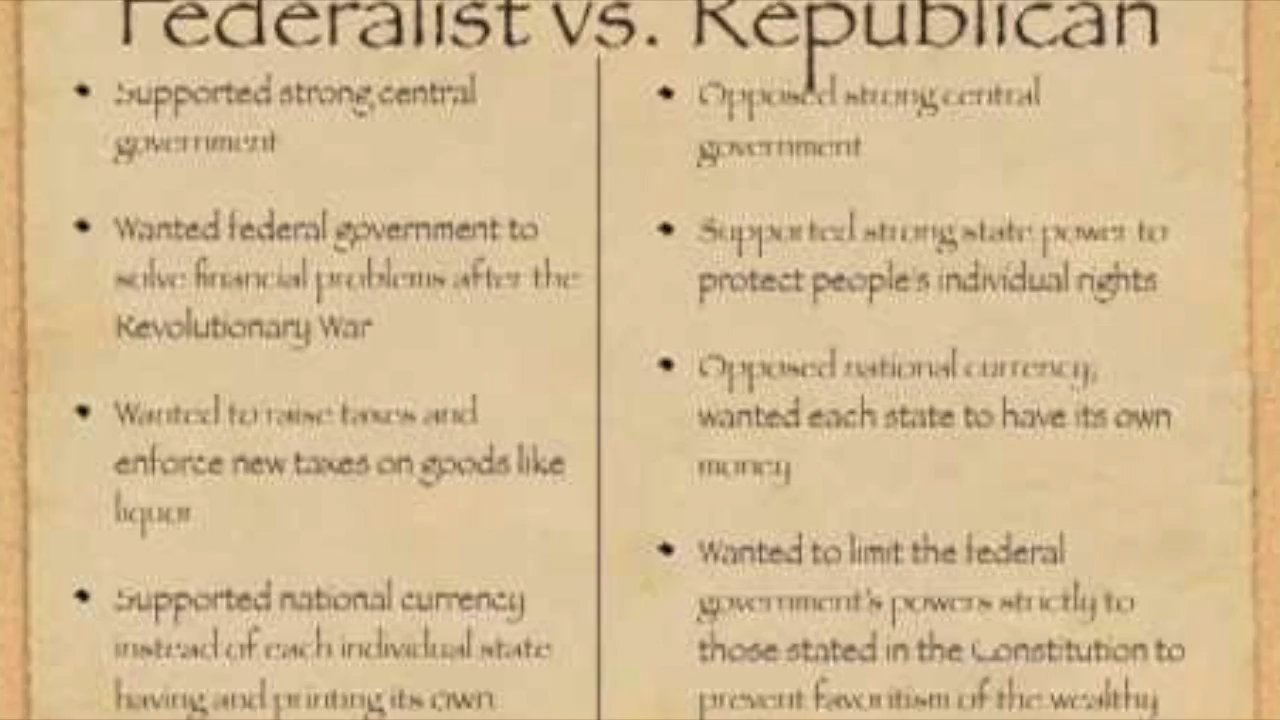 Federalist vs. Republican
• Supported strong central
government
• Wanted federal government to
solve financial problems after the
Revolutionary War
• Wanted to raise taxes and
enforce new taxes on goods like
liquor
• Supported national currency
instead of each individual state
having and printing its own
• Opposed strong central
government
• Supported strong state power to
protect people's individual rights
• Opposed national currency,
wanted each state to have its own
money
• Wanted to limit the federal
government's powers strictly to
those stated in the Constitution to
prevent favoritism of the wealthy